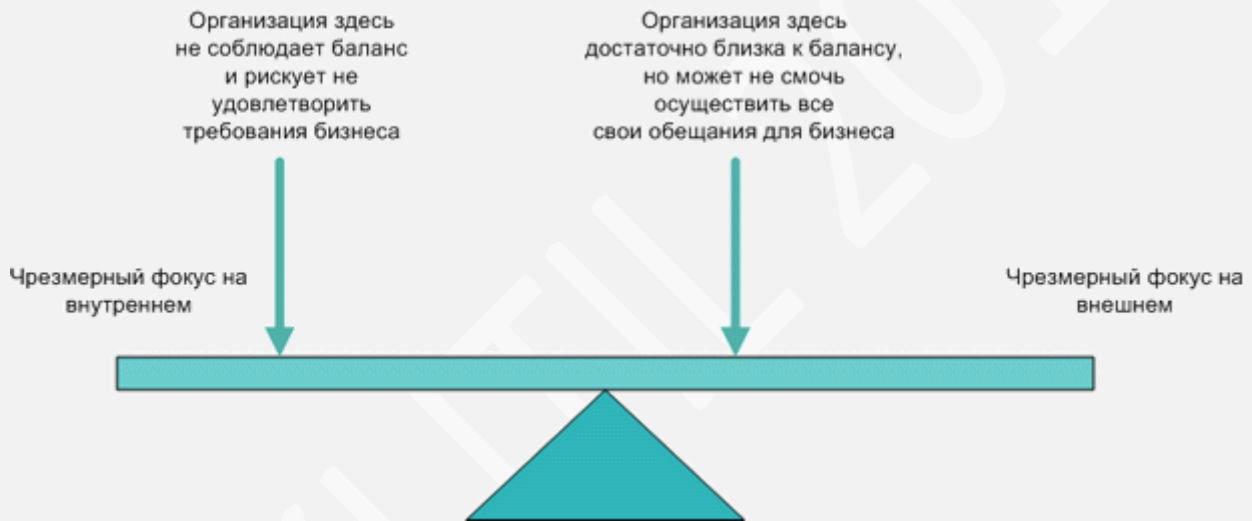 Организация здесь
не соблюдает баланс
и рискует не
удовлетворить
требования бизнеса
Организация здесь
достаточно близка к балансу,
но может не смочь
осуществить все
свои обещания для бизнеса
Чрезмерный фокус на
внутреннем
Чрезмерный фокус на
внешнем